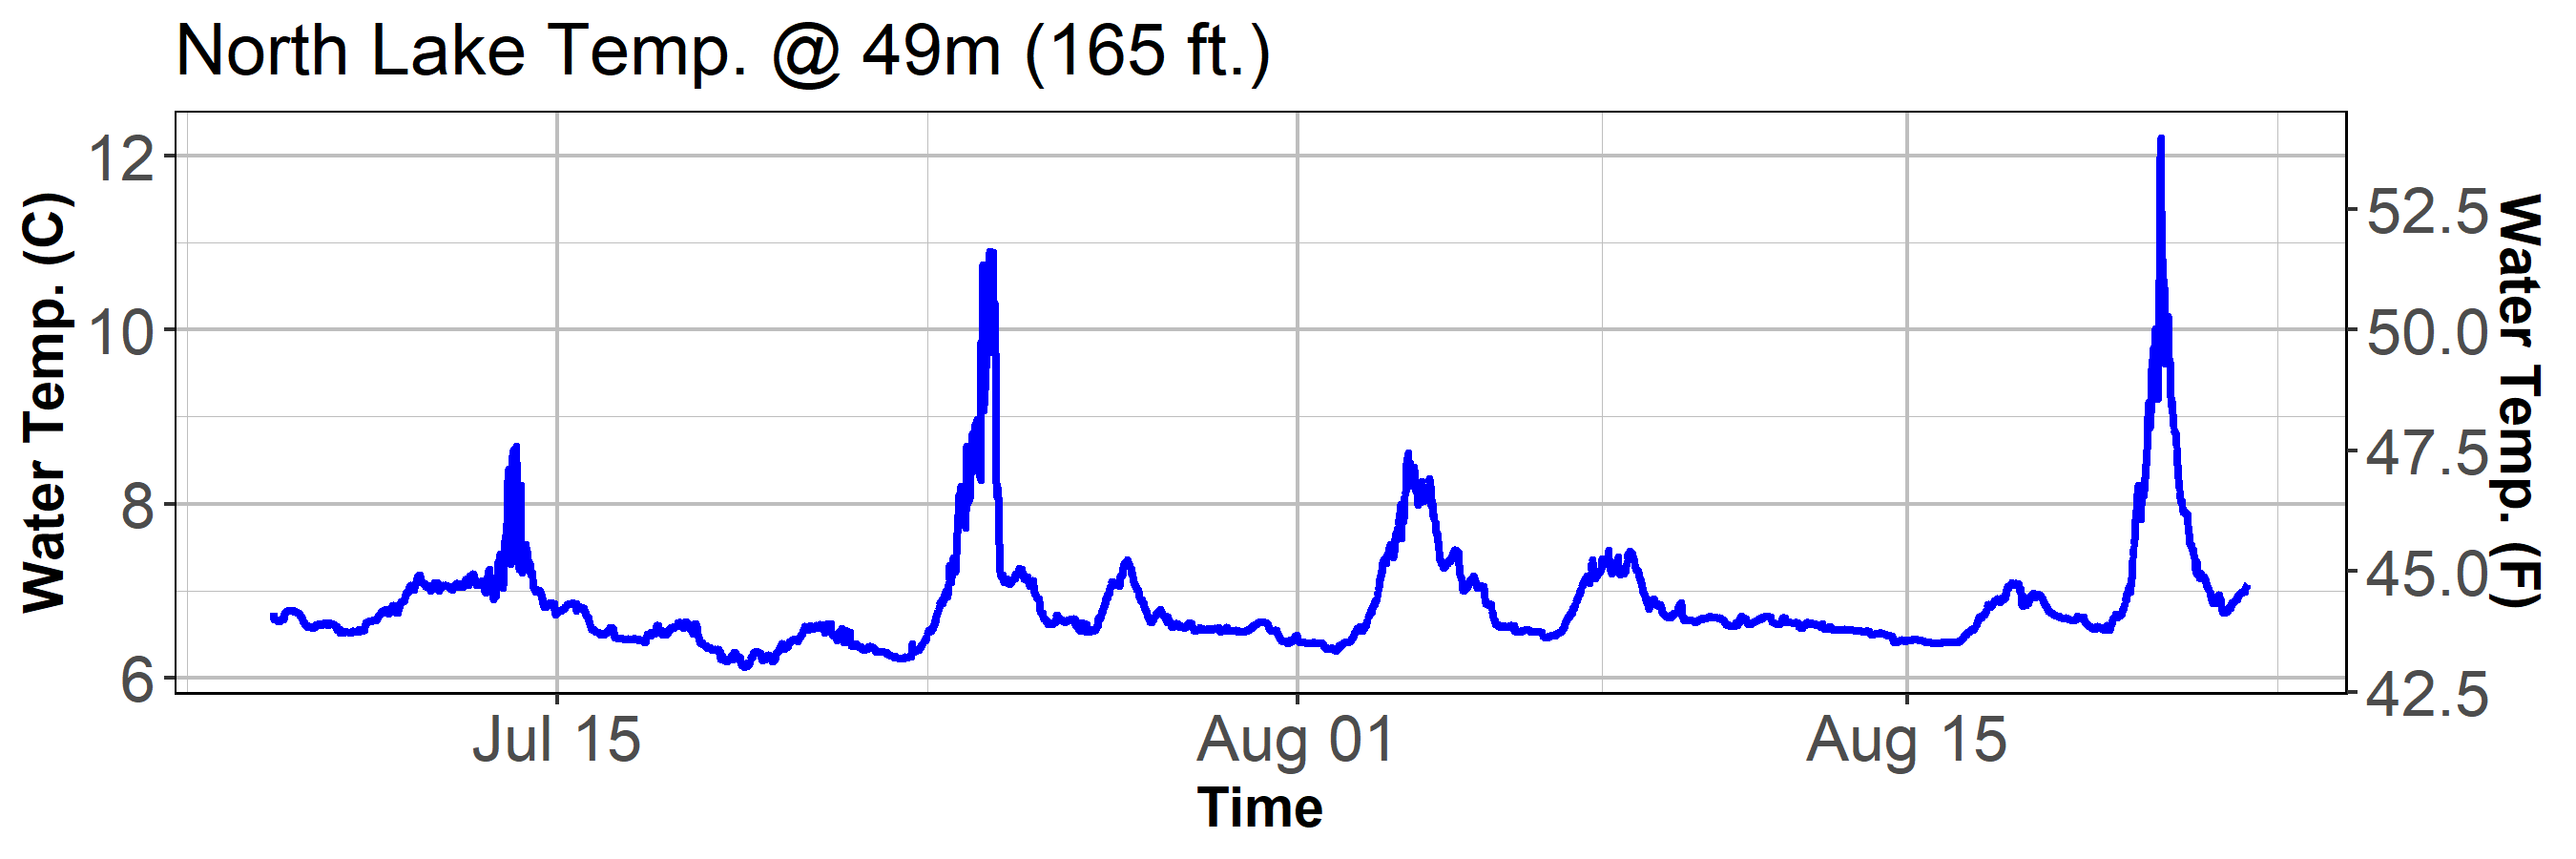 North Lake Temp. @ 49m (165 ft.)
Water Temp. (C)
12
10
8
6
52.5
50.0
47.5
45.0
42.5
Water Temp. (F)
Jul 15
Aug 01
Aug 15
Time